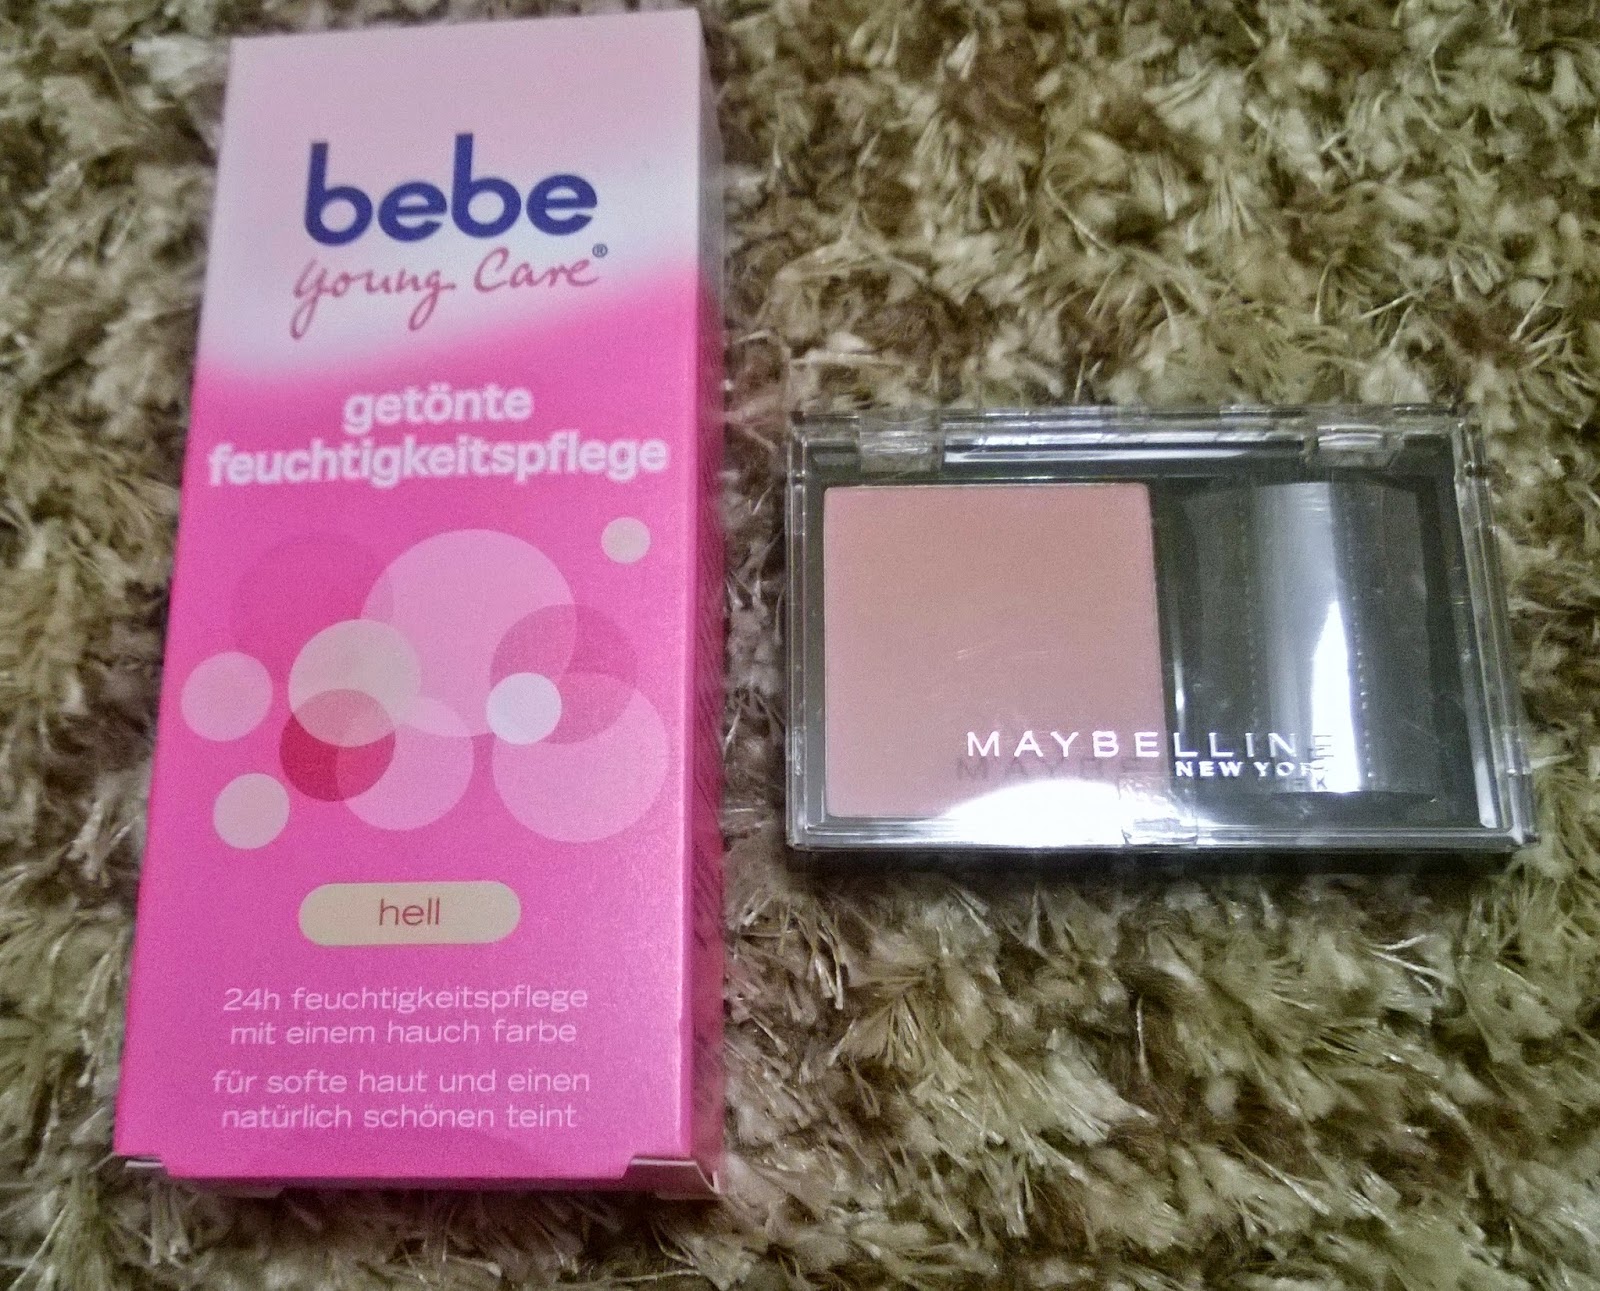 bebe
young care®
getönte
feuchtigkeitspflege
hell
24h feuchtigkeitspflege
mit einem hauch farbe
für softe haut und einen
natürlich schönen teint
MAYBELLINE
NEW YORK